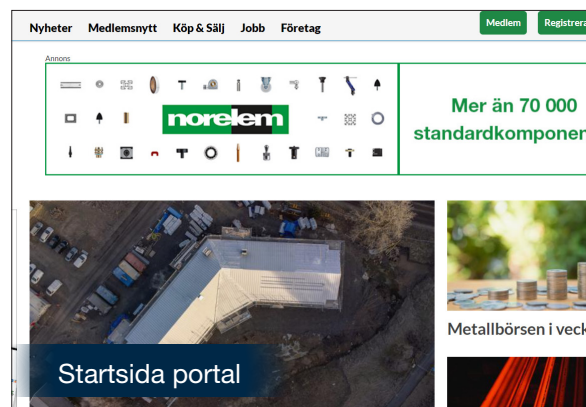 Nyheter Medlemsnytt Köp & Sälj Jobb Företag Medlem Registrera
Annons
norelem
Mer än 70 000
standardkomponen
Metallbörsen i veck
Startsida portal